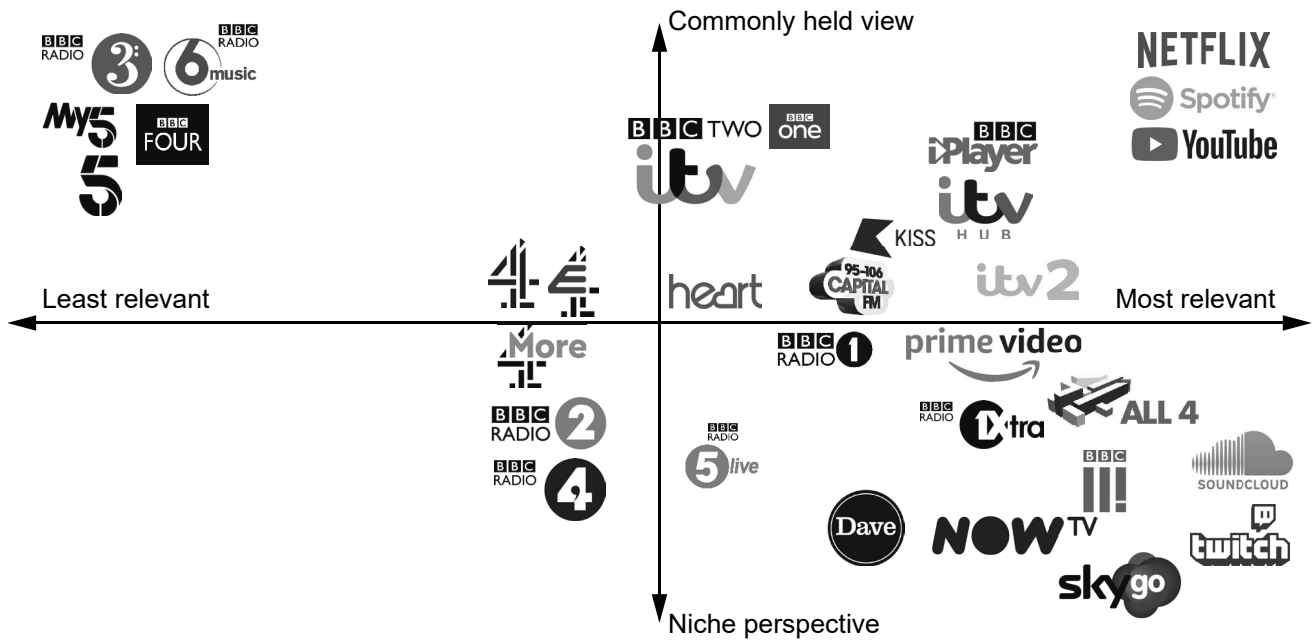 Commonly held view
BBC RADIO 3
BBC RADIO 6 music
NETFLIX
Spotify
My5
BBC FOUR
BBC TWO
BBC one
YouTube
5
itv
BBC iPlayer
itv HUB
KISS
4
E4
heart
95-106 CAPITAL FM
itv2
Least relevant
Most relevant
More 4
BBC RADIO 1
prime video
BBC RADIO 2
BBC RADIO 1Xtra
ALL 4
BBC RADIO 4
BBC RADIO 5 live
BBC III!
SOUNDCLOUD
Dave
NOW TV
twitch
sky go
Niche perspective